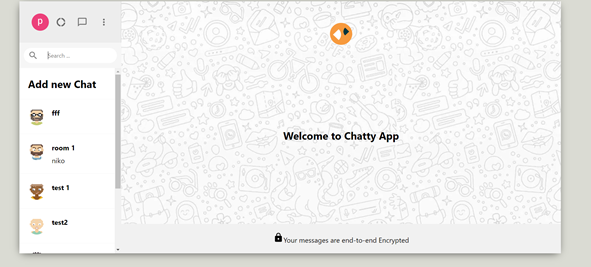 P
Search ...
Add new Chat
fff
room 1
niko
test 1
test2
Welcome to Chatty App
Your messages are end-to-end Encrypted